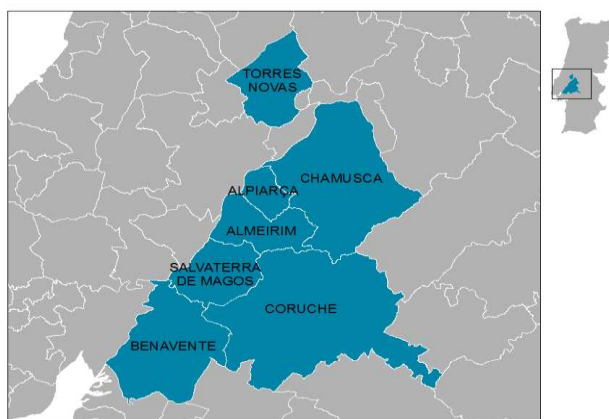 TORRES
NOVAS
CHAMUSCA
ALPIARÇA
ALMEIRIM
SALVATERRA
DE MAGOS
CORUCHE
BENAVENTE